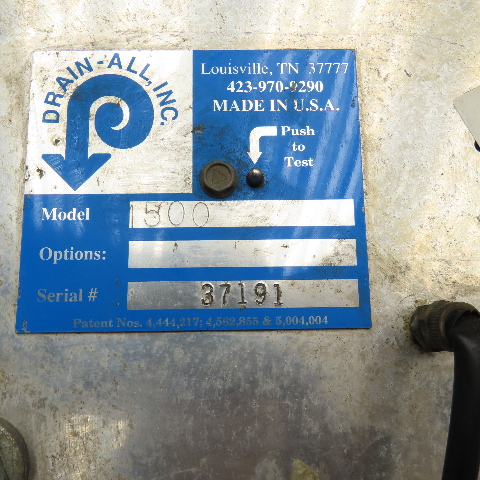 DRAIN-ALL, INC.
Louisville, TN 37777
423-970-9290
MADE IN U.S.A.
Push
to
Test
Model 1500
Options:
Serial # 37191
Patent Nos. 4,444,217; 4,562,855 & 5,004,004